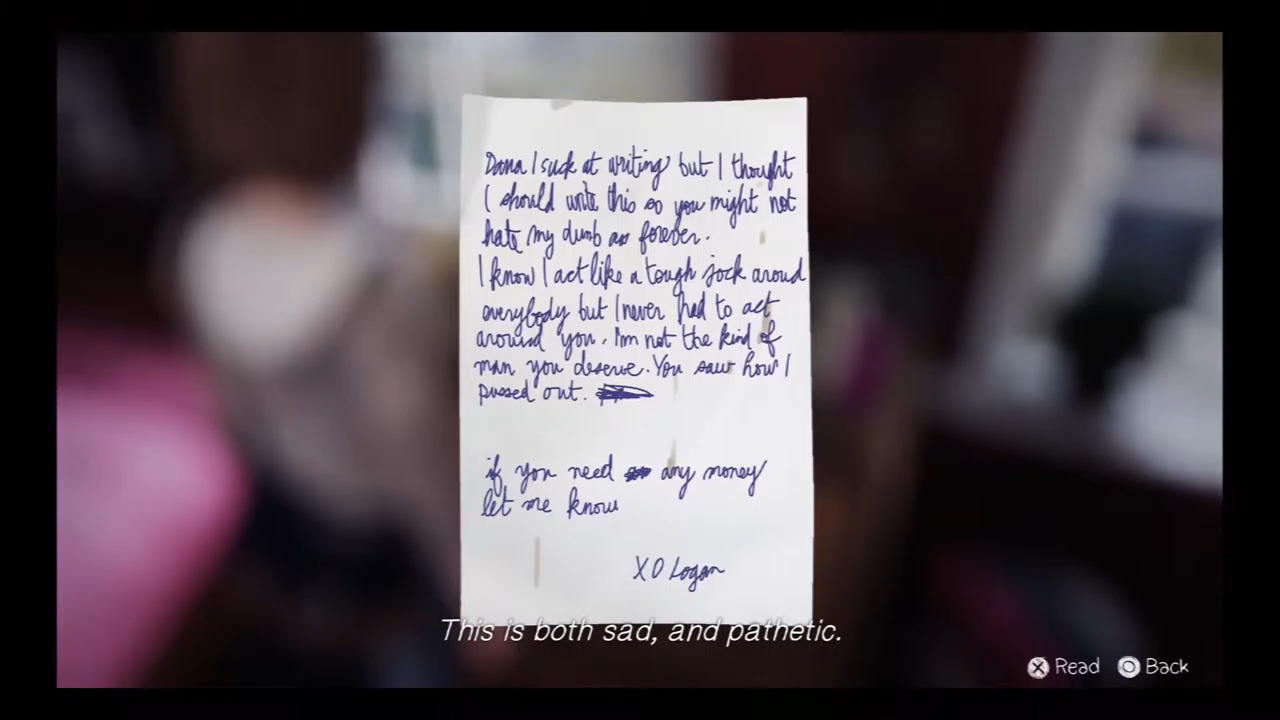 Dana I suck at writing but I thought
I should write this so you might not
hate my dumb ass forever.
I know I act like a tough jock aroud
everybody but I never had to act
around you. I'm not the kind of
man you deserve. You saw how I
passed out.
if you need any money
let me know
XO Logan
This is both sad, and pathetic.
Read Back